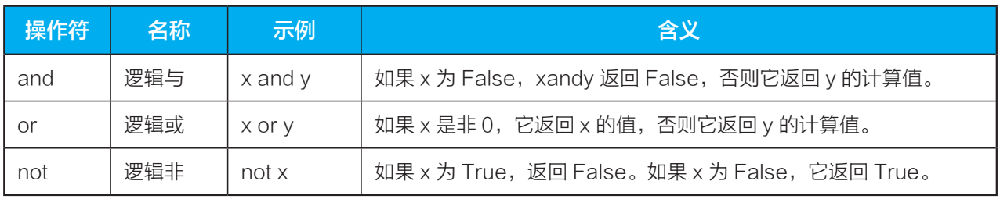 操作符 名称 示例 含义
and 逻辑与 x and y 如果 x 为 False，xandy 返回 False，否则它返回 y 的计算值。
or 逻辑或 x or y 如果 x 是非 0，它返回 x 的值，否则它返回 y 的计算值。
not 逻辑非 not x 如果 x 为 True，返回 False。如果 x 为 False，它返回 True。